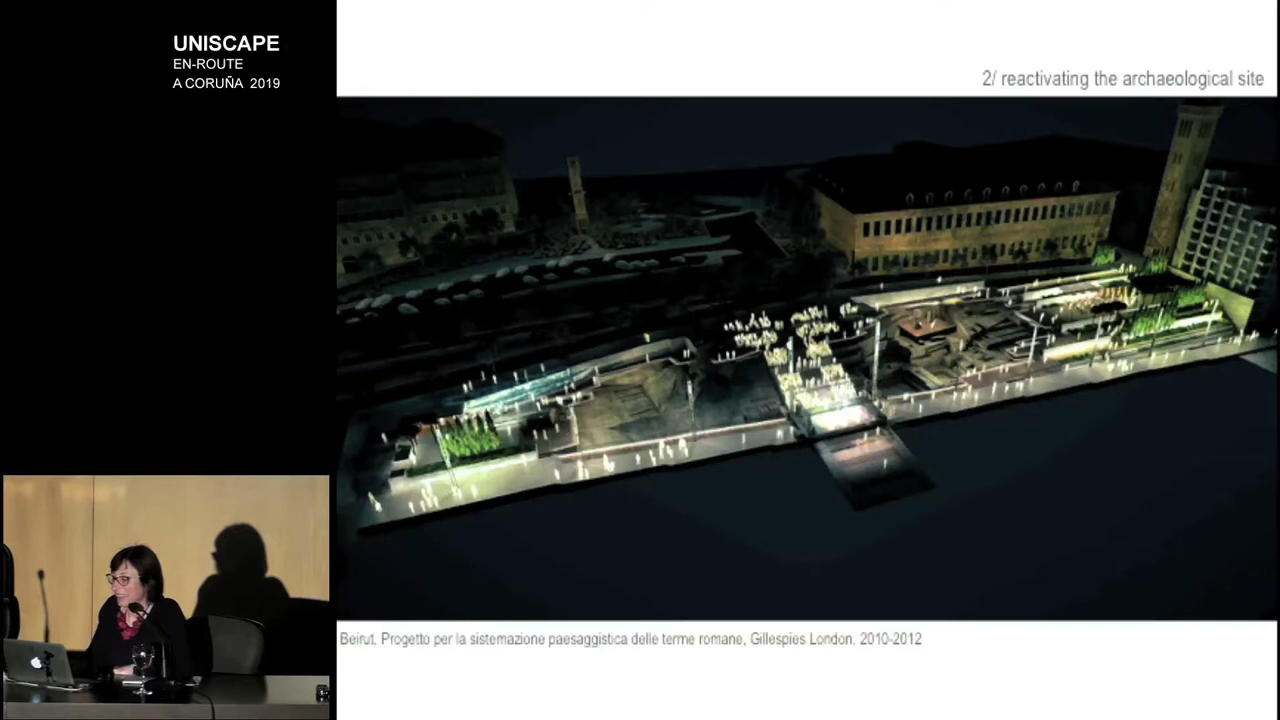 UNISCAPE
EN-ROUTE
A CORUÑA 2019
2/ reactivating the archaeological site
Beirut, Progetto per la sistemazione paesaggistica delle terme romane, Gillespies London, 2010-2012